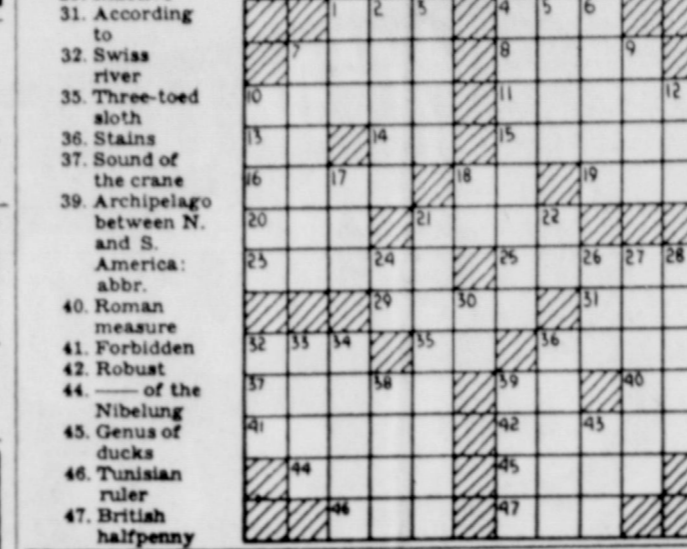 31. According
to
32. Swiss
river
35. Three-toed
sloth
36. Stains
37. Sound of
the crane
39. Archipelago
between N.
and S.
America:
abbr.
40. Roman
measure
41. Forbidden
42. Robust
44. —— of the
Nibelung
45. Genus of
ducks
46. Tunisian
ruler
47. British
halfpenny
1 2 3 4 5 6
7 8 9
10 11 12
13 14 15
16 17 18 19
20 21 22
23 24 25 26 27 28
29 30 31
32 33 34 35 36
37 38 39 40
41 42 43
44 45
46 47